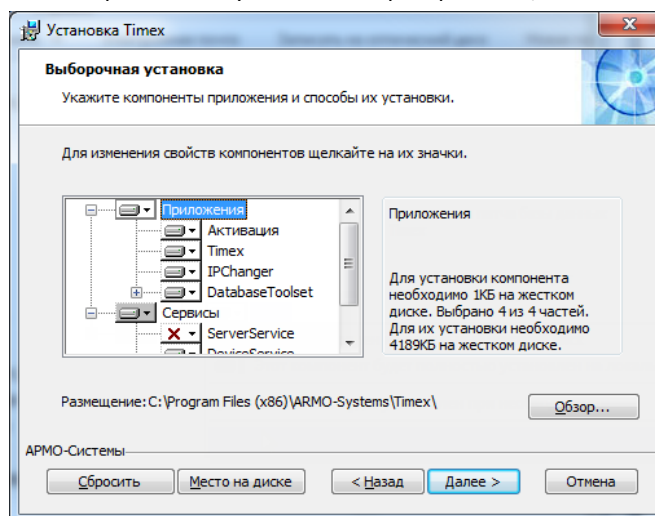 Установка Timex
Выборочная установка
Укажите компоненты приложения и способы их установки.
Для изменения свойств компонентов щелкайте на их значки.
Приложения
Активация
Timex
IPChanger
DatabaseToolset
Сервисы
ServerService
DeviceService
Приложения
Для установки компонента
необходимо 1КБ на жестком
диске. Выбрано 4 из 4 частей.
Для их установки необходимо
4189КБ на жестком диске.
Размещение: C:\Program Files (x86)\ARMO-Systems\Timex\
Обзор...
АРМО-Системы
Сбросить Место на диске < Назад Далее > Отмена